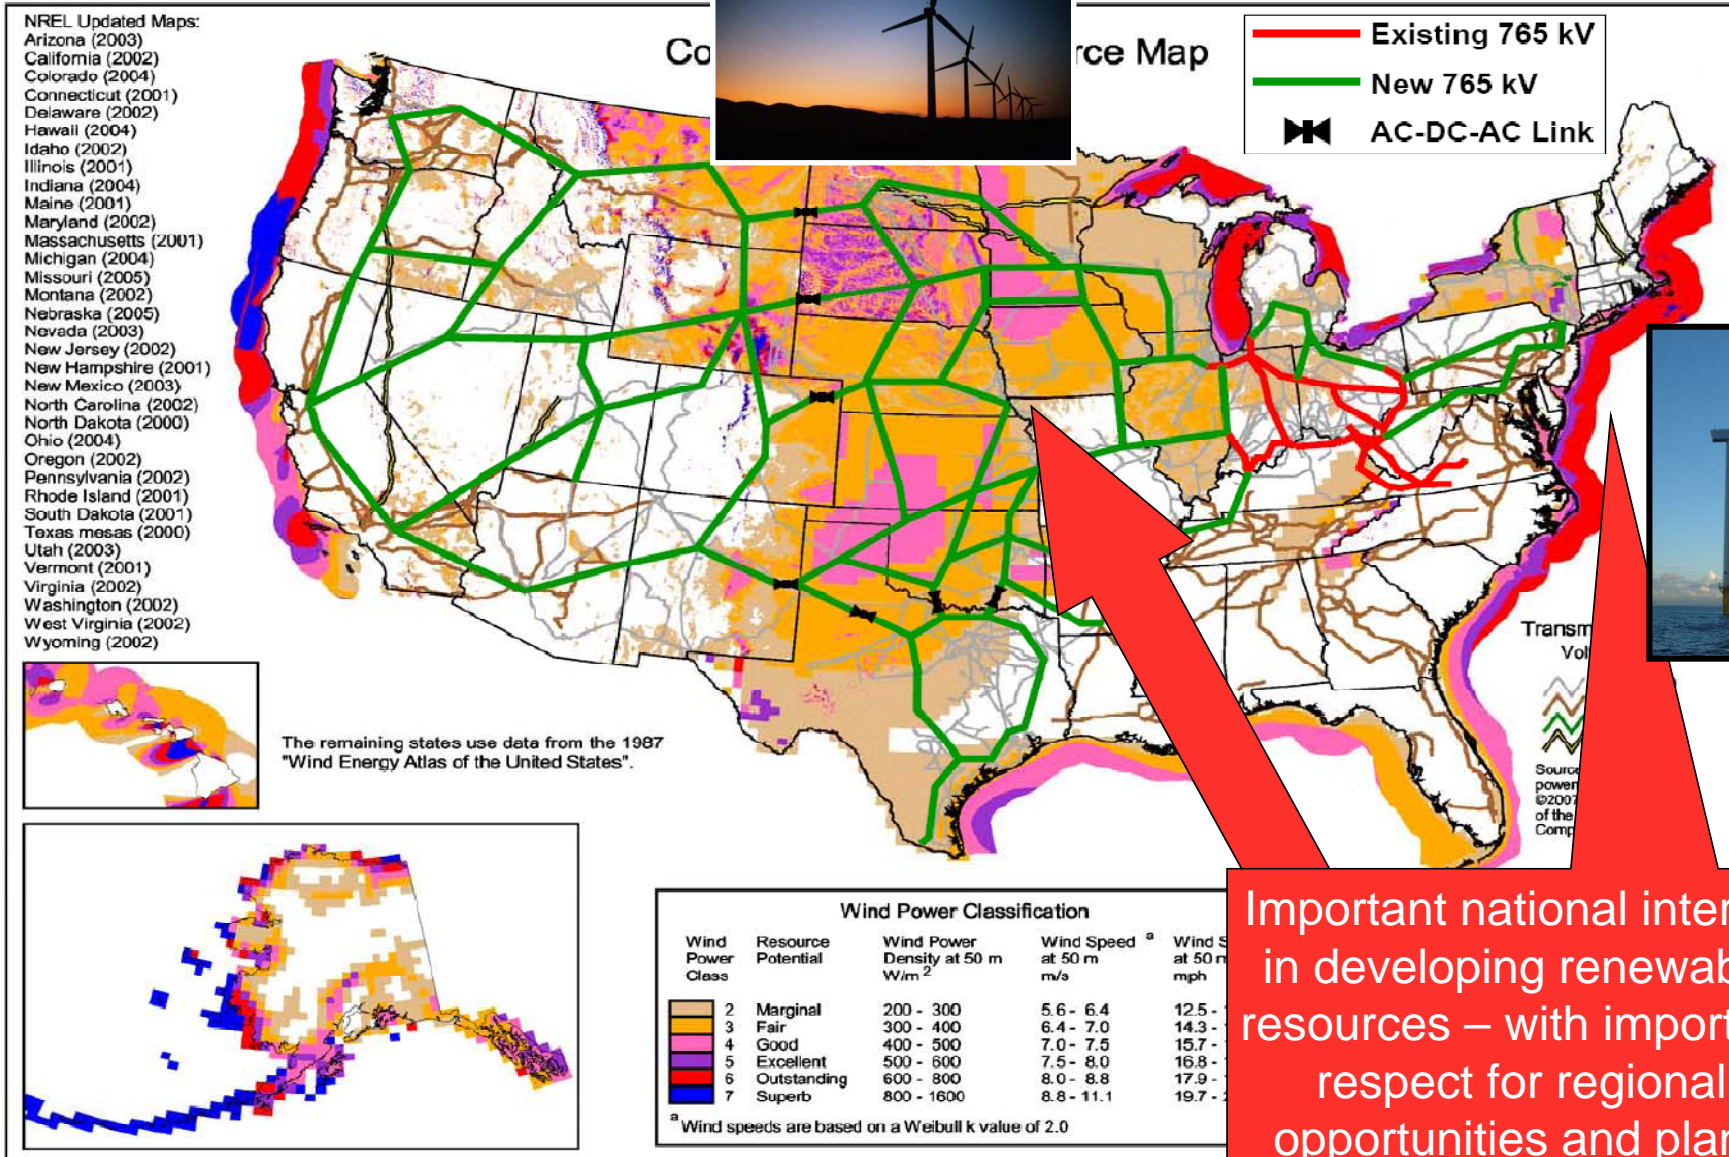 NREL Updated Maps:
Arizona (2003)
California (2002)
Colorado (2004)
Connecticut (2001)
Delaware (2002)
Hawaii (2004)
Idaho (2002)
Illinois (2001)
Indiana (2004)
Maine (2001)
Maryland (2002)
Massachusetts (2001)
Michigan (2004)
Missouri (2005)
Montana (2002)
Nebraska (2005)
Nevada (2003)
New Jersey (2002)
New Hampshire (2001)
New Mexico (2003)
North Carolina (2002)
North Dakota (2000)
Ohio (2004)
Oregon (2002)
Pennsylvania (2002)
Rhode Island (2001)
South Dakota (2001)
Texas mesas (2000)
Utah (2003)
Vermont (2001)
Virginia (2002)
Washington (2002)
West Virginia (2002)
Wyoming (2002)
Map
Existing 765 kV
New 765 kV
AC-DC-AC Link
The remaining states use data from the 1987
"Wind Energy Atlas of the United States".
©2007
of the
Wind Power Classification
Wind Power Class
Resource Potential
Wind Power Density at 50 m W/m 2
Wind Speed a at 50 m m/s
Wind at 50 m mph
2 Marginal 200 - 300 5.6 - 6.4 12.5 -
3 Fair 300 - 400 6.4 - 7.0 14.3 -
4 Good 400 - 500 7.0 - 7.5 15.7 -
5 Excellent 500 - 600 7.5 - 8.0 16.8 -
6 Outstanding 600 - 800 8.0 - 8.8 17.9 -
7 Superb 800 - 1600 8.8 - 11.1 19.7 -
a Wind speeds are based on a Weibull k value of 2.0
Important national
in developing
resources – with
respect for regional
opportunities and